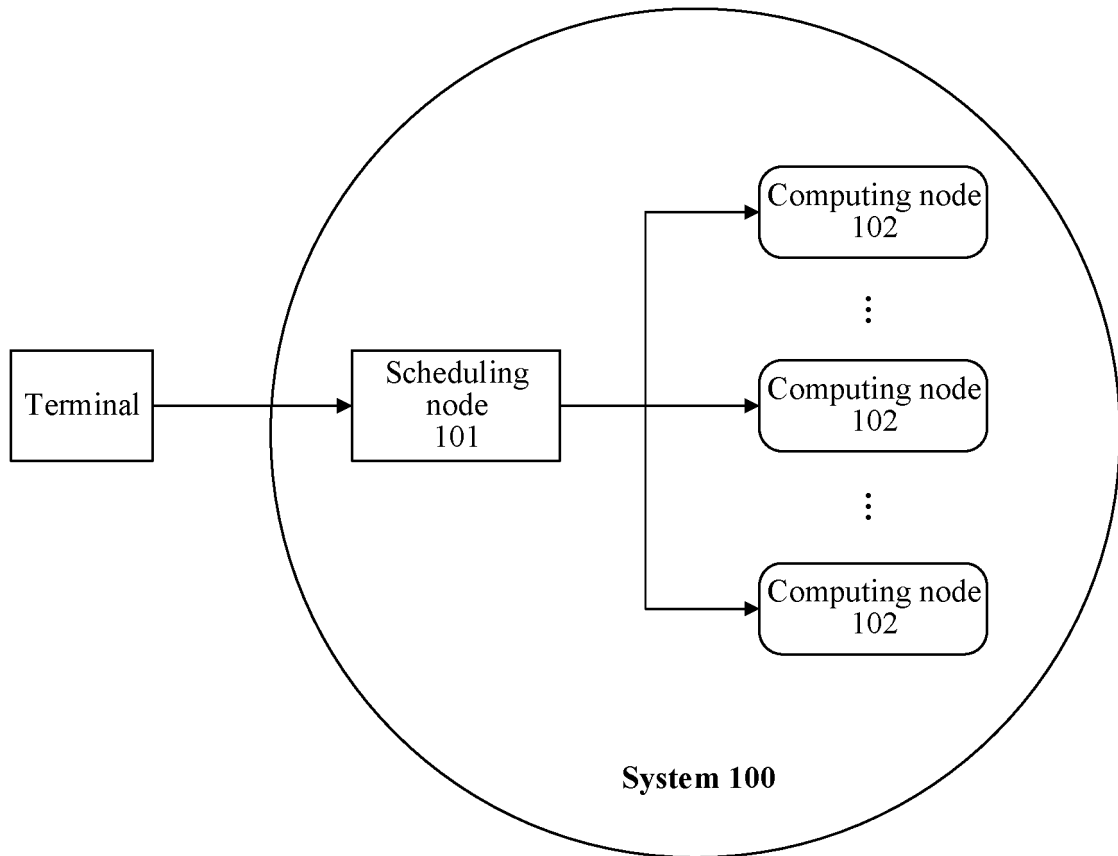 Computing node
102
Terminal
Scheduling
node
101
Computing node
102
Computing node
102
System 100